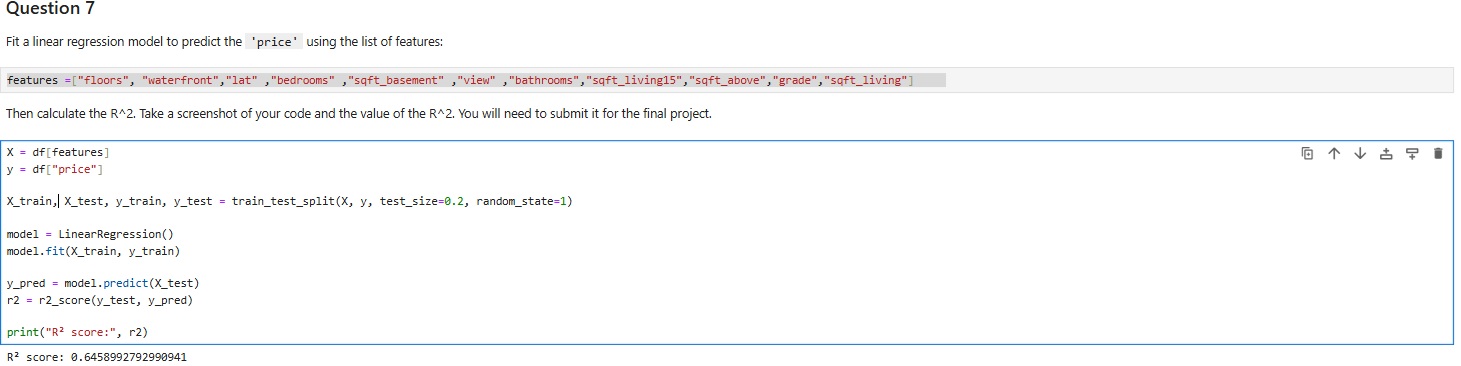 Question 7
Fit a linear regression model to predict the 'price' using the list of features:
features =["floors", "waterfront","lat" ,"bedrooms" ,"sqft_basement" ,"view" ,"bathrooms","sqft_living15","sqft_above","grade","sqft_living"]
Then calculate the R^2. Take a screenshot of your code and the value of the R^2. You will need to submit it for the final project.
X = df[features]
y = df["price"]
X_train, X_test, y_train, y_test = train_test_split(X, y, test_size=0.2, random_state=1)
model = LinearRegression()
model.fit(X_train, y_train)
y_pred = model.predict(X_test)
r2 = r2_score(y_test, y_pred)
print("R² score:", r2)
R² score: 0.6458992792990941